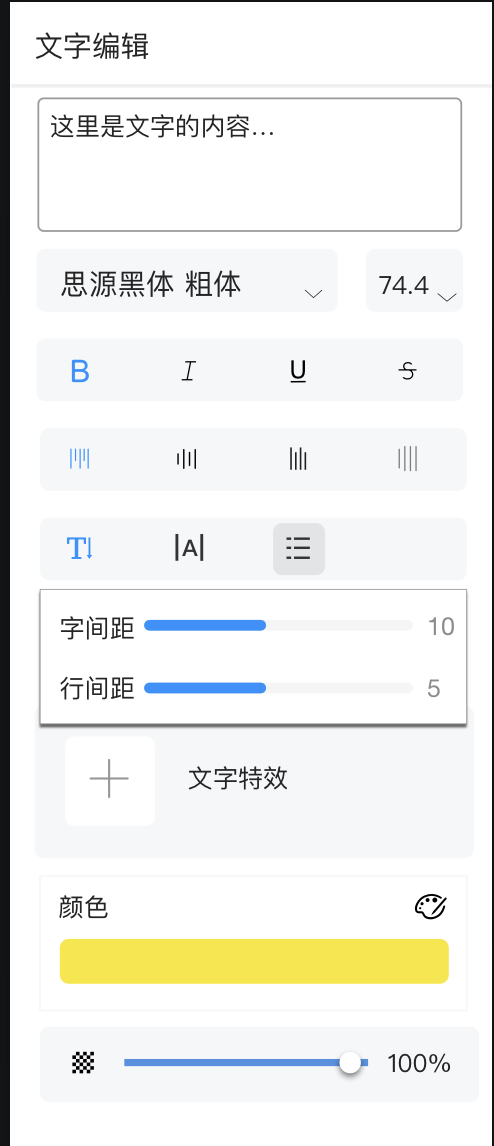 文字编辑
这里是文字的内容...
思源黑体 粗体 74.4
B I U S
T |A|
字间距 10
行间距 5
文字特效
颜色
100%